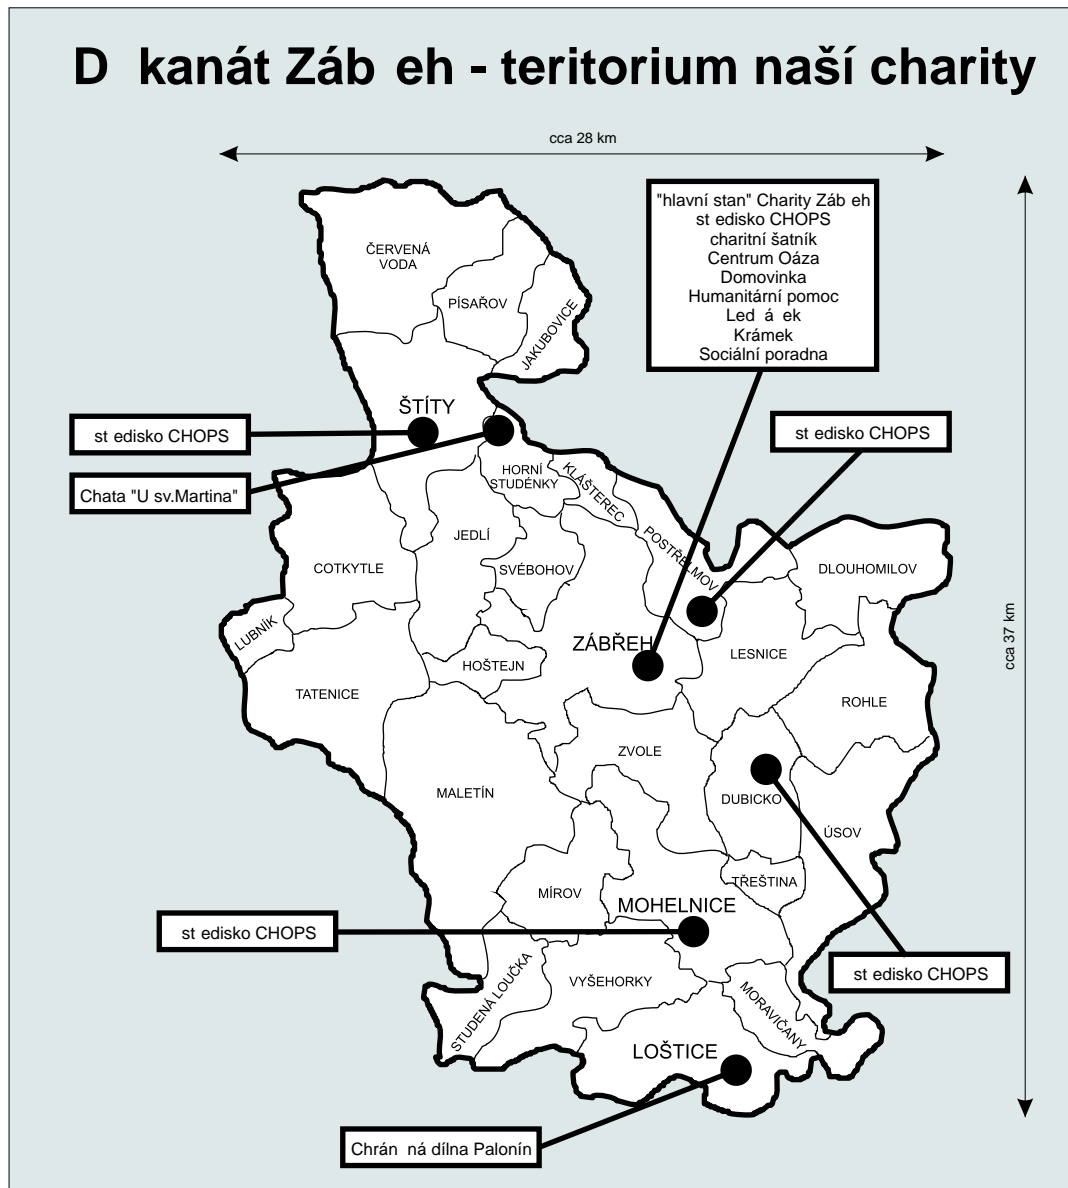 D kanát Záb eh - teritorium naší charity
cca 28 km
"hlavní stan" Charity Záb eh
st edisko CHOPS
charitní šatník
Centrum Oáza
Domovinka
Humanitární pomoc
Led á ek
Krámek
Sociální poradna
ČERVENÁ
VODA
PÍSAŘOV
JAKUBOVICE
ŠTÍTY
st edisko CHOPS
st edisko CHOPS
Chata "U sv.Martina"
HORNÍ
STUDÉNKY
KLÁŠTEREC
POSTŘELMOV
JEDLÍ
SVÉBOHOV
COTKYTLE
DLOUHOMILOV
LUBNÍK
ZÁBŘEH
LESNICE
cca 37 km
HOŠTEJN
TATENICE
ROHLE
ZVOLE
MALETÍN
DUBICKO
ÚSOV
TŘEŠTINA
MÍROV
MOHELNICE
st edisko CHOPS
st edisko CHOPS
STUDENÁ LOUČKA
VYŠEHORKY
MORAVIČANY
LOŠTICE
Chrán ná dílna Palonín